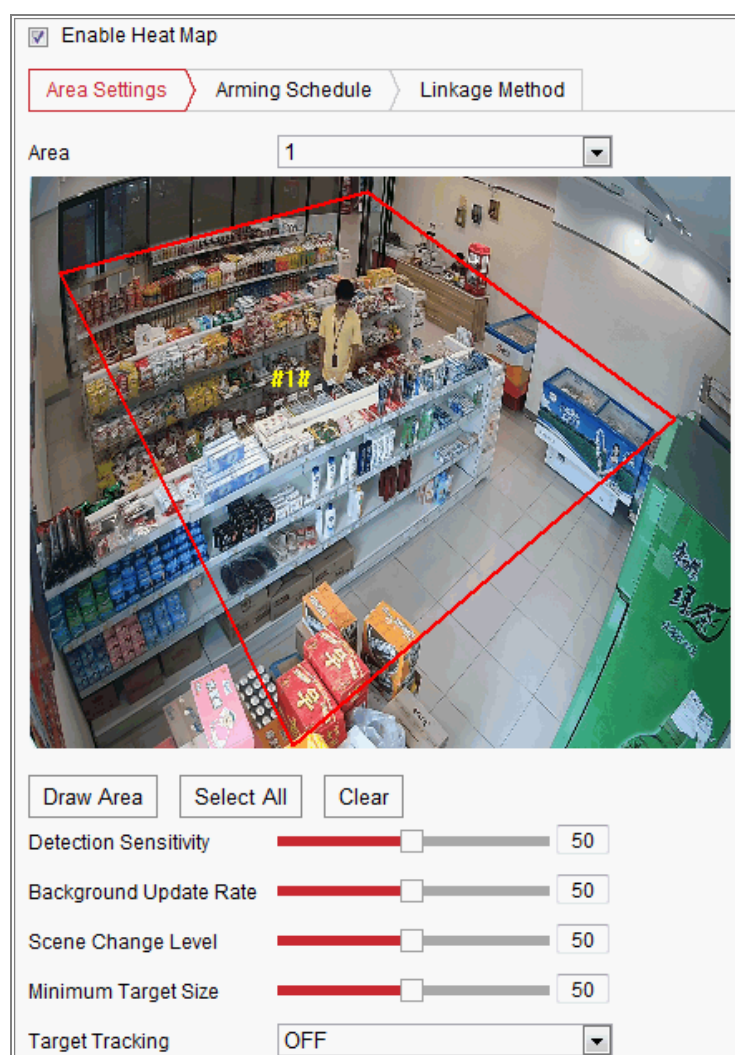 Enable Heat Map
Area Settings
Arming Schedule
Linkage Method
Area
1
#1#
Draw Area
Select All
Clear
Detection Sensitivity
50
Background Update Rate
50
Scene Change Level
50
Minimum Target Size
50
Target Tracking
OFF